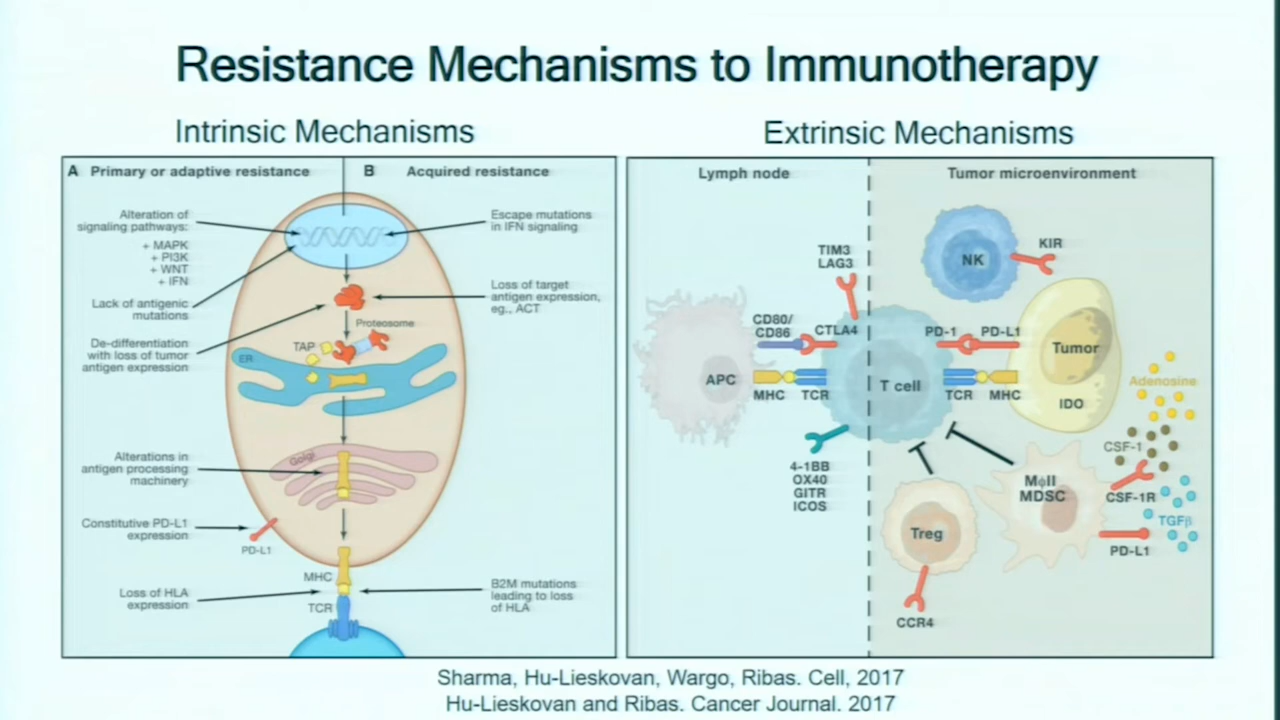 Resistance Mechanisms to Immunotherapy
Intrinsic Mechanisms
A Primary or adaptive resistance
B Acquired resistance
Alteration of
signaling pathways:
+ MAPK
+ PI3K
+ WNT
+ IFN
Lack of antigenic
mutations
De-differentiation
with loss of tumor
antigen expression
Alterations in
antigen processing
machinery
Constitutive PD-L1
expression
Loss of HLA
expression
Proteosome
TAP
ER
Golgi
PD-L1
MHC
TCR
Escape mutations
in IFN signaling
Loss of target
antigen expression,
eg., ACT
B2M mutations
leading to loss
of HLA
Extrinsic Mechanisms
Lymph node
Tumor microenvironment
TIM3
LAG3
CD80/
CD86
CTLA4
APC
MHC
TCR
T cell
4-1BB
OX40
GITR
ICOS
NK
KIR
PD-1
PD-L1
Tumor
TCR
MHC
IDO
Adenosine
CSF-1
MɸII
MDSC
CSF-1R
TGFβ
PD-L1
Treg
CCR4
Sharma, Hu-Lieskovan, Wargo, Ribas. Cell, 2017
Hu-Lieskovan and Ribas. Cancer Journal. 2017